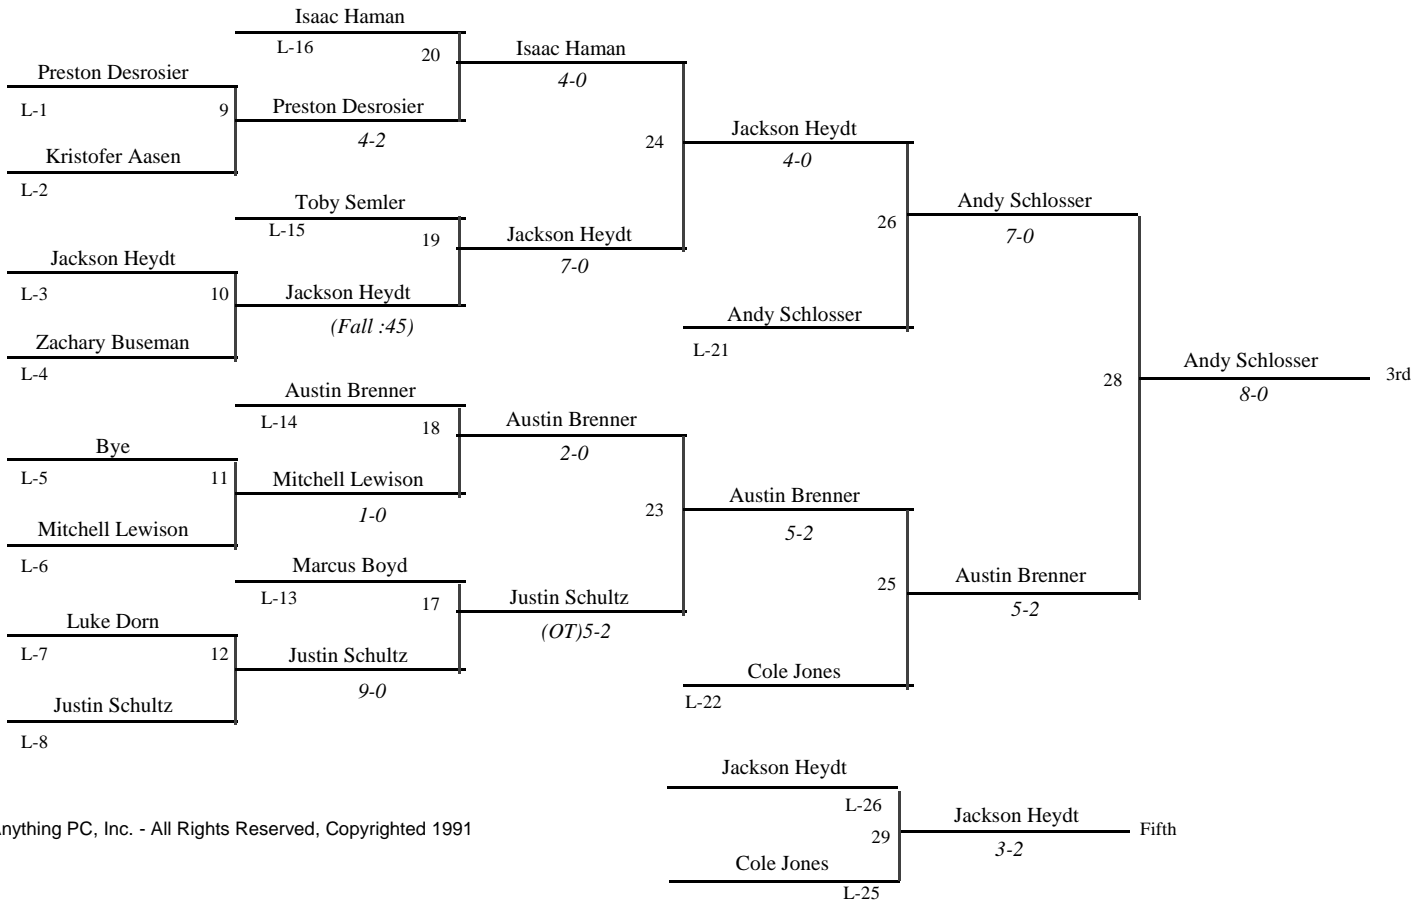 Isaac Haman
L-16
20
Isaac Haman
4-0
Preston Desrosier
L-1
9
Preston Desrosier
4-2
Kristofer Aasen
L-2
24
Jackson Heydt
4-0
Toby Semler
L-15
19
Jackson Heydt
7-0
26
Andy Schlosser
7-0
Jackson Heydt
L-3
10
Jackson Heydt
(Fall :45)
Zachary Buseman
L-4
Andy Schlosser
L-21
28
Andy Schlosser
8-0
3rd
Austin Brenner
L-14
18
Austin Brenner
2-0
Bye
L-5
11
Mitchell Lewison
1-0
Mitchell Lewison
L-6
23
Austin Brenner
5-2
Marcus Boyd
L-13
17
Justin Schultz
(OT)5-2
25
Austin Brenner
5-2
Luke Dorn
L-7
12
Justin Schultz
9-0
Justin Schultz
L-8
Cole Jones
L-22
Jackson Heydt
L-26
29
Jackson Heydt
3-2
Fifth
Cole Jones
L-25
nything PC, Inc. - All Rights Reserved, Copyrighted 1991